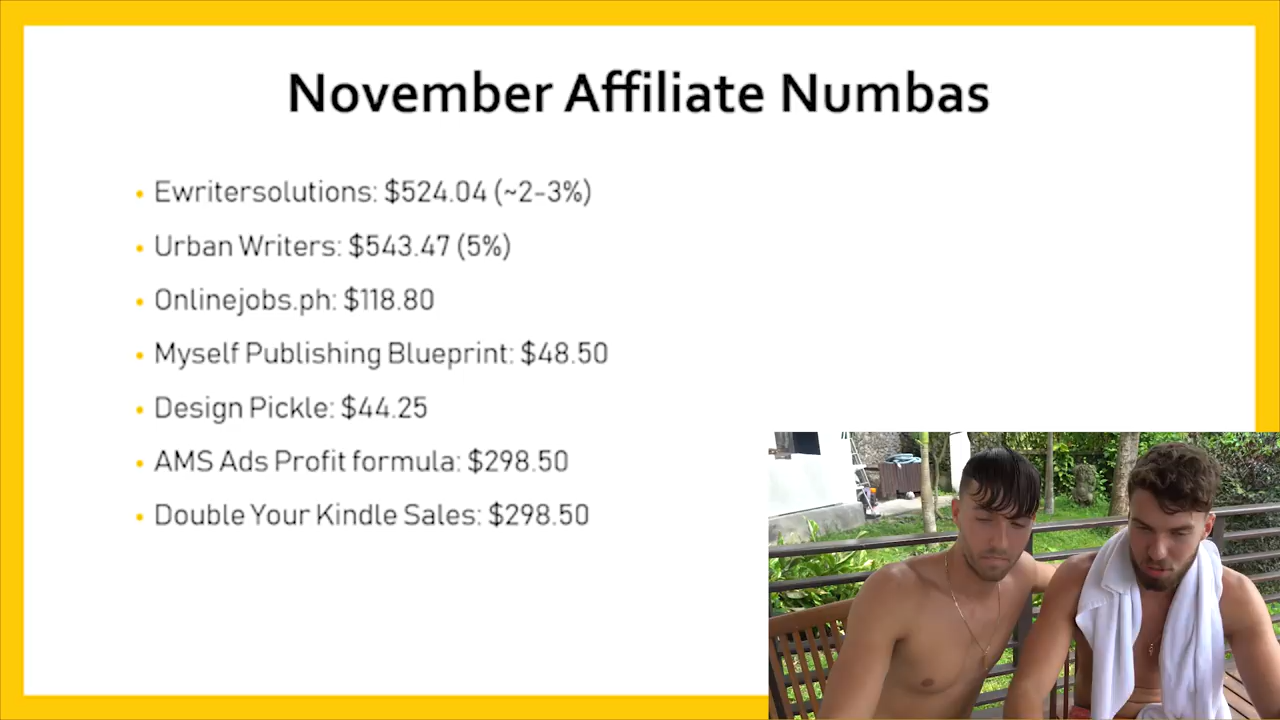 November Affiliate Numbas
Ewritersolutions: $524.04 (~2-3%)
Urban Writers: $543.47 (5%)
Onlinejobs.ph: $118.80
Myself Publishing Blueprint: $48.50
Design Pickle: $44.25
AMS Ads Profit formula: $298.50
Double Your Kindle Sales: $298.50